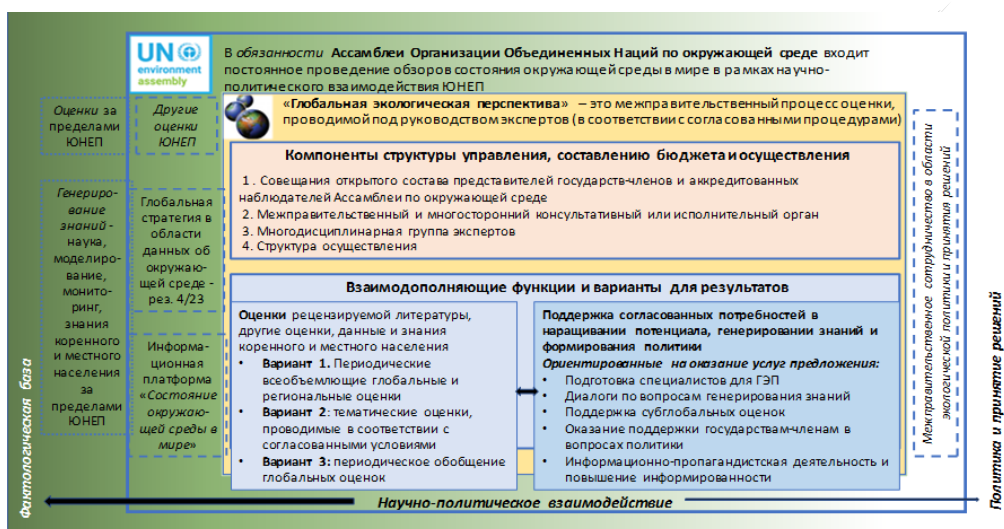 UN
environment
assembly
В обязанности Ассамблеи Организации Объединенных Наций по окружающей среде входит
постоянное проведение обзоров состояния окружающей среды в мире в рамках научно-
политического взаимодействия ЮНЕП
Оценки за
пределами
ЮНЕП
Другие
оценки
ЮНЕП
«Глобальная экологическая перспектива» – это межправительственный процесс оценки,
проводимой под руководством экспертов (в соответствии с согласованными процедурами)
Компоненты структуры управления, составлению бюджета и осуществления
1. Совещания открытого состава представителей государств-членов и аккредитованных
наблюдателей Ассамблеи по окружающей среде
2. Межправительственный и многосторонний консультативный или исполнительный орган
3. Многодисциплинарная группа экспертов
4. Структура осуществления
Генериро-
вание
знаний -
наука,
моделиро-
вание,
монито-
ринг,
знания
коренного
и местного
населения
за
пределами
ЮНЕП
Глобальная
стратегия в
области
данных об
окружаю-
щей среде -
рез. 4/23
Информа-
ционная
платформа
«Состояние
окружаю-
щей среды в
мире»
Взаимодополняющие функции и варианты для результатов
Оценки рецензируемой литературы,
другие оценки, данные и знания
коренного и местного населения
• Вариант 1. Периодические
всеобъемлющие глобальные и
региональные оценки
• Вариант 2: тематические оценки,
проводимые в соответствии с
согласованными условиями
• Вариант 3: периодическое обобщение
глобальных оценок
Поддержка согласованных потребностей в
наращивании потенциала, генерировании знаний и
формирования политики
Ориентированные на оказание услуг предложения:
• Подготовка специалистов для ГЭП
• Диалоги по вопросам генерирования знаний
• Поддержка субглобальных оценок
• Оказание поддержки государствам-членам в
вопросах политики
• Информационно-пропагандистская деятельность и
повышение информированности
Межправительственное сотрудничество в области
экологической политики и принятия решений
Фактологическая база
Научно-политическое взаимодействие
Политика и принятие решений